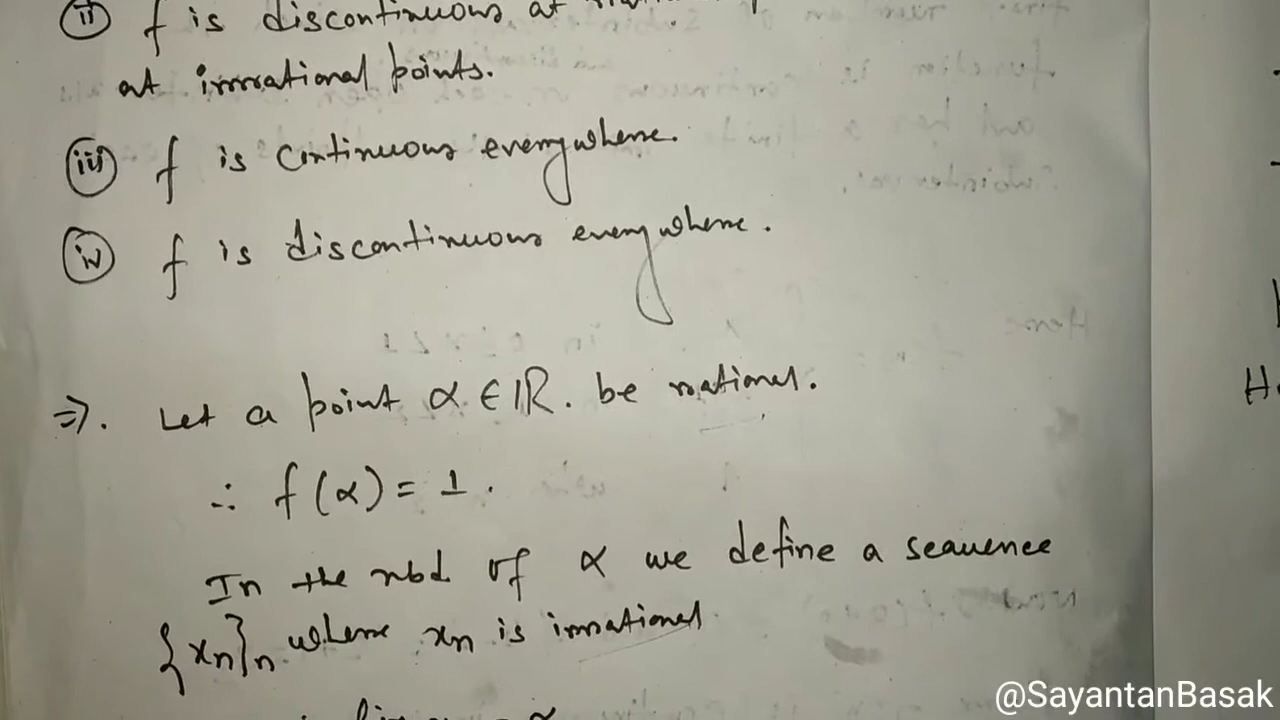 (ii) f is discontinuous at
at irrational points.
(iii) f is continuous everywhere.
(iv) f is discontinuous everywhere.
⇒. Let a point α ∈ ℝ. be rational.
∴ f(α) = 1.
In the nbd of α we define a seauence
{xn}n where xn is irrational
@SayantanBasak